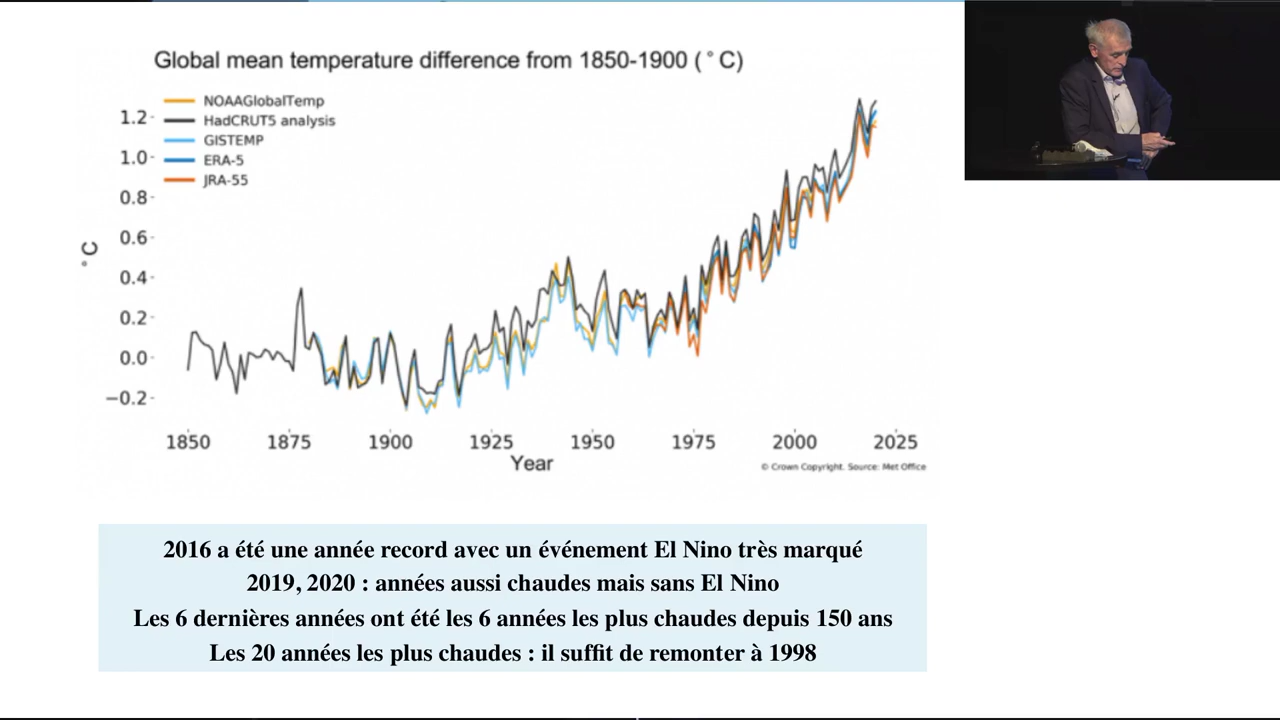 Global mean temperature difference from 1850-1900 (°C)
NOAAGlobalTemp
HadCRUT5 analysis
GISTEMP
ERA-5
JRA-55
°C
1.2
1.0
0.8
0.6
0.4
0.2
0.0
−0.2
1850 1875 1900 1925 1950 1975 2000 2025
Year
© Crown Copyright. Source: Met Office
2016 a été une année record avec un événement El Nino très marqué
2019, 2020 : années aussi chaudes mais sans El Nino
Les 6 dernières années ont été les 6 années les plus chaudes depuis 150 ans
Les 20 années les plus chaudes : il suffit de remonter à 1998